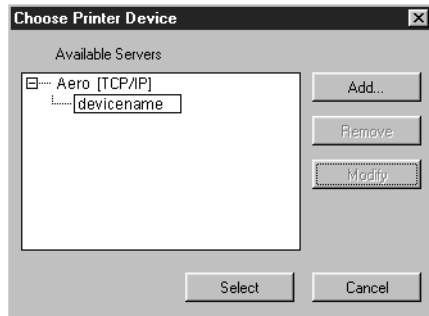 Choose Printer Device
Available Servers
Aero [TCP/IP]
devicename
Add...
Remove
Modify
Select
Cancel